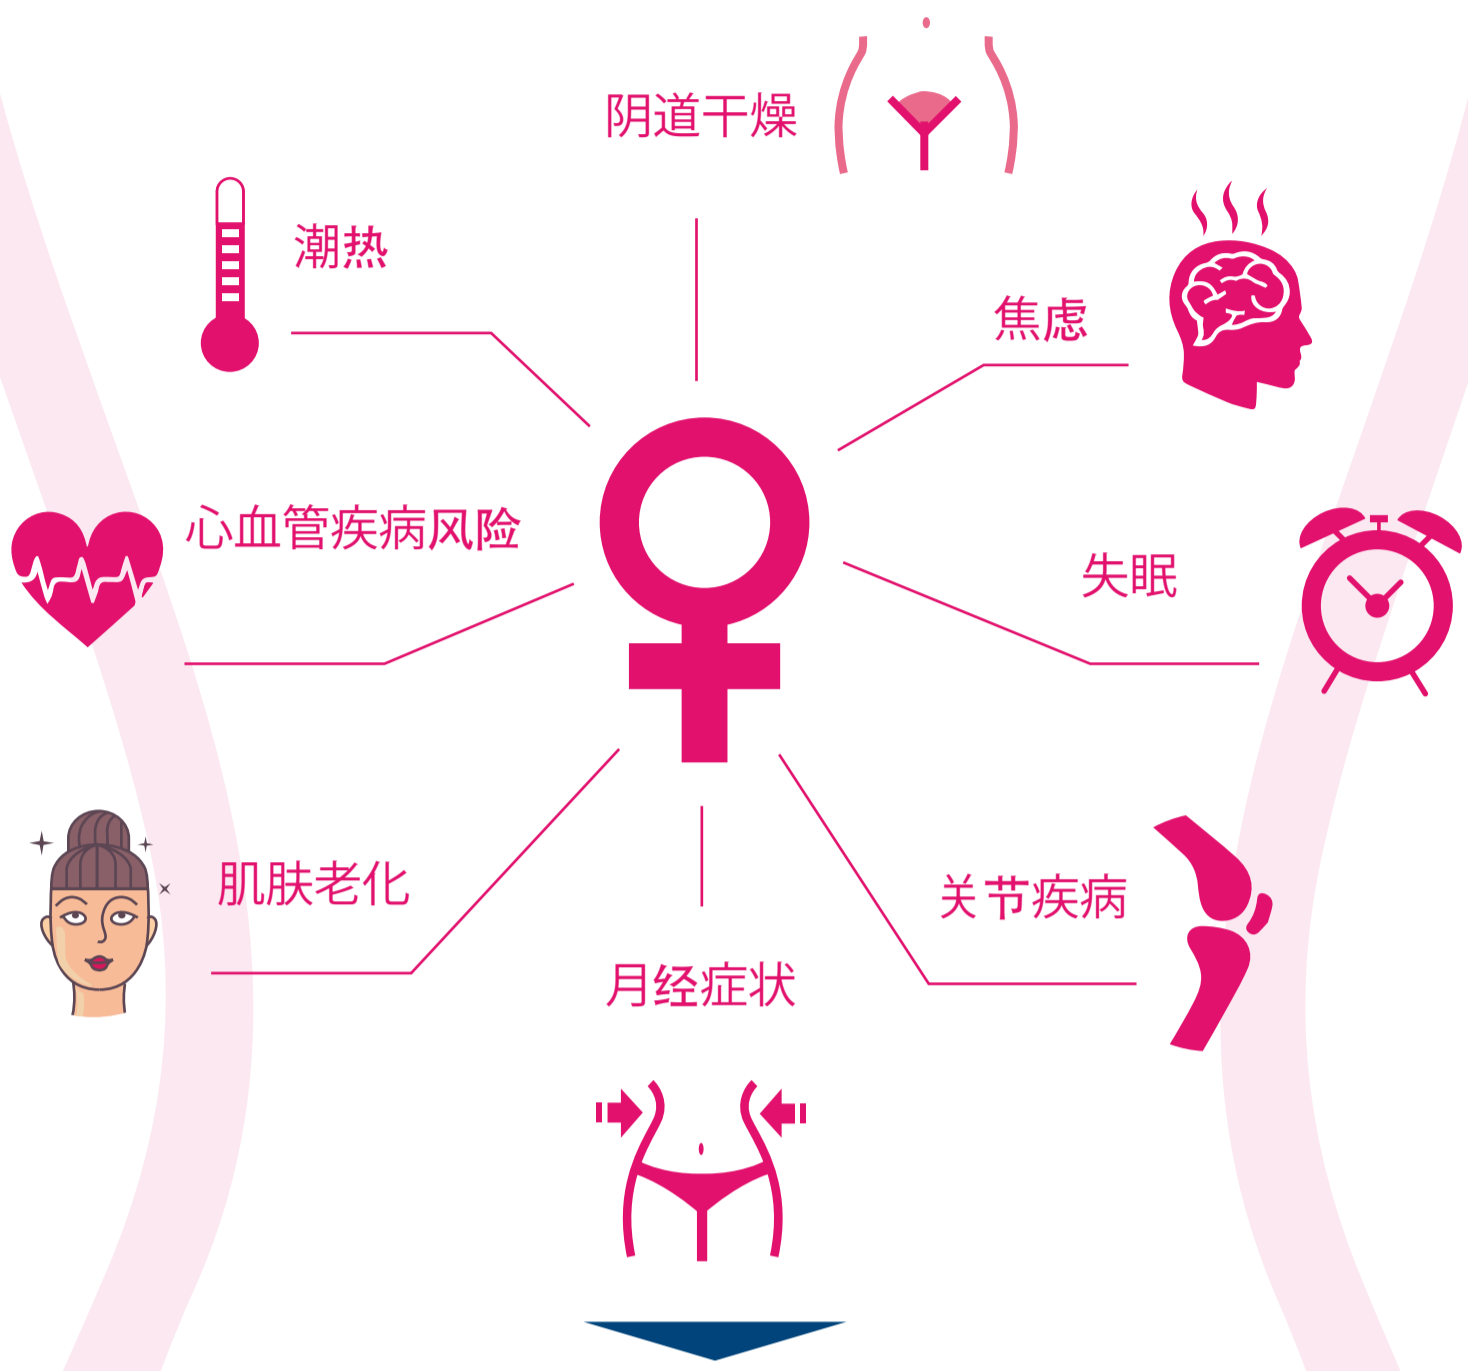 阴道干燥
潮热
焦虑
心血管疾病风险
失眠
肌肤老化
关节疾病
月经症状